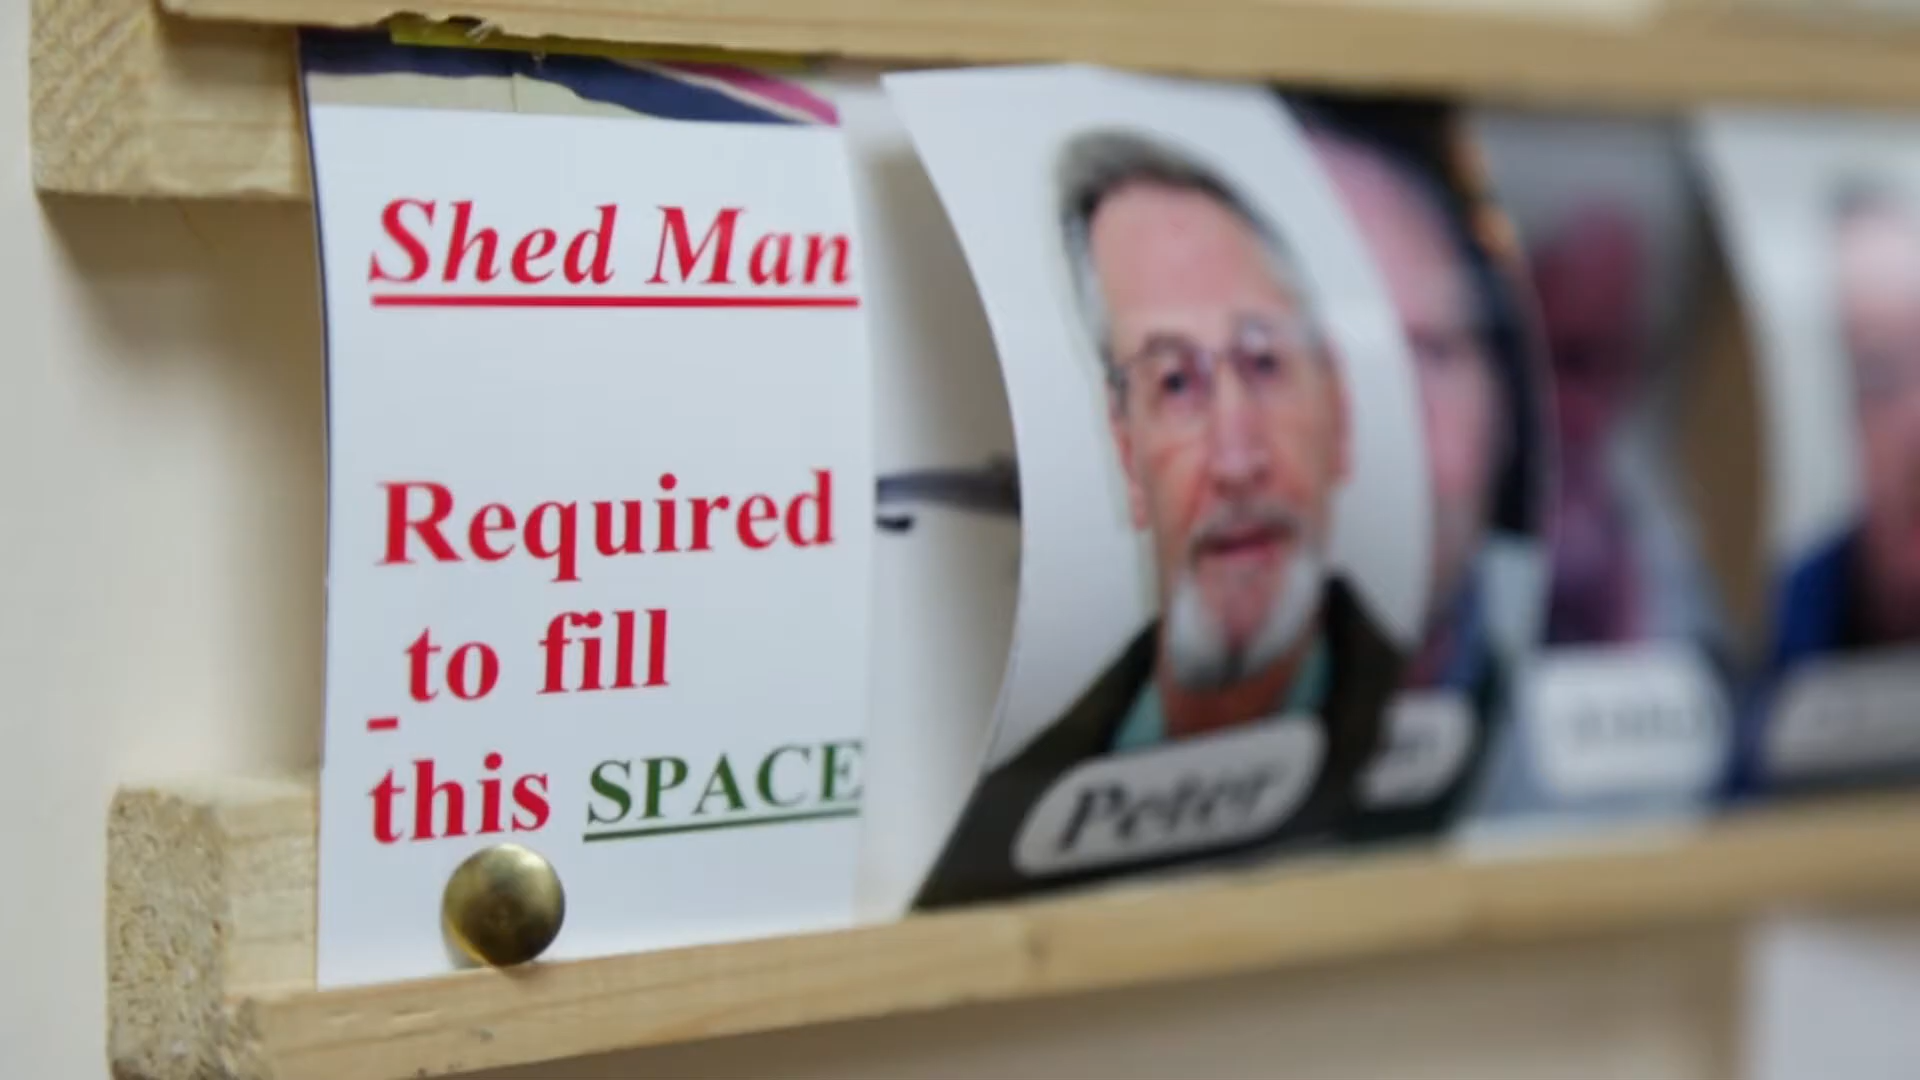 Shed Man
Required
to fill
this SPACE
Peter